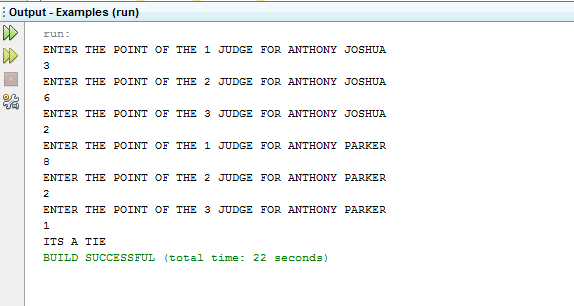 Output - Examples (run)
run:
ENTER THE POINT OF THE 1 JUDGE FOR ANTHONY JOSHUA
3
ENTER THE POINT OF THE 2 JUDGE FOR ANTHONY JOSHUA
6
ENTER THE POINT OF THE 3 JUDGE FOR ANTHONY JOSHUA
2
ENTER THE POINT OF THE 1 JUDGE FOR ANTHONY PARKER
8
ENTER THE POINT OF THE 2 JUDGE FOR ANTHONY PARKER
2
ENTER THE POINT OF THE 3 JUDGE FOR ANTHONY PARKER
1
ITS A TIE
BUILD SUCCESSFUL (total time: 22 seconds)